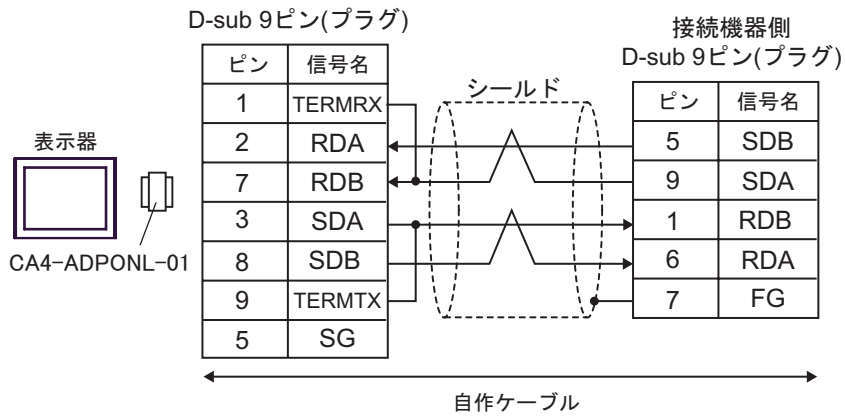 D-sub 9ピン(プラグ)
接続機器側
D-sub 9ピン(プラグ)
ピン 信号名
1 TERMRX
2 RDA
7 RDB
3 SDA
8 SDB
9 TERMTX
5 SG
シールド
ピン 信号名
5 SDB
9 SDA
1 RDB
6 RDA
7 FG
表示器
CA4-ADPONL-01
自作ケーブル